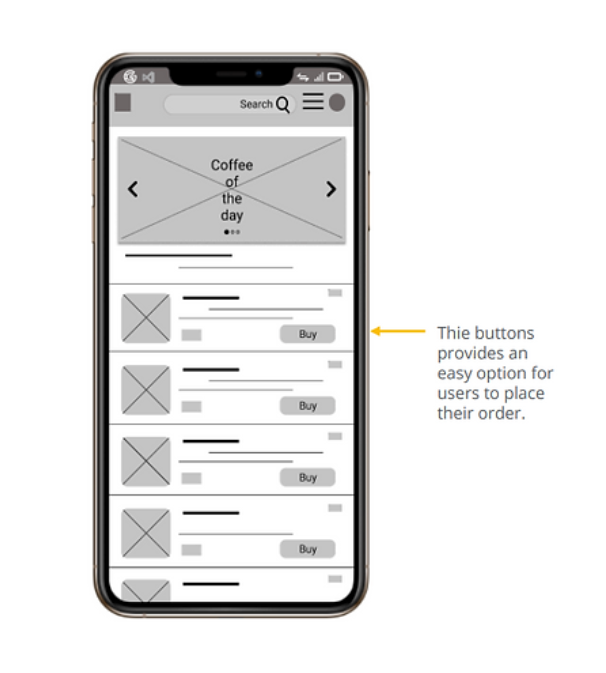 Search
Coffee
of
the
day
Buy
Buy
Buy
Buy
Thie buttons
provides an
easy option for
users to place
their order.